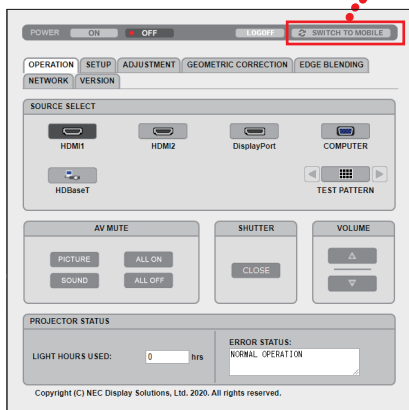 POWER ON OFF LOGOFF SWITCH TO MOBILE
OPERATION SETUP ADJUSTMENT GEOMETRIC CORRECTION EDGE BLENDING
NETWORK VERSION
SOURCE SELECT
HDMI1 HDMI2 DisplayPort COMPUTER
HDBaseT TEST PATTERN
AV MUTE SHUTTER VOLUME
PICTURE ALL ON
CLOSE
SOUND ALL OFF
PROJECTOR STATUS
ERROR STATUS:
LIGHT HOURS USED: 0 hrs NORMAL OPERATION
Copyright (C) NEC Display Solutions, Ltd. 2020. All rights reserved.